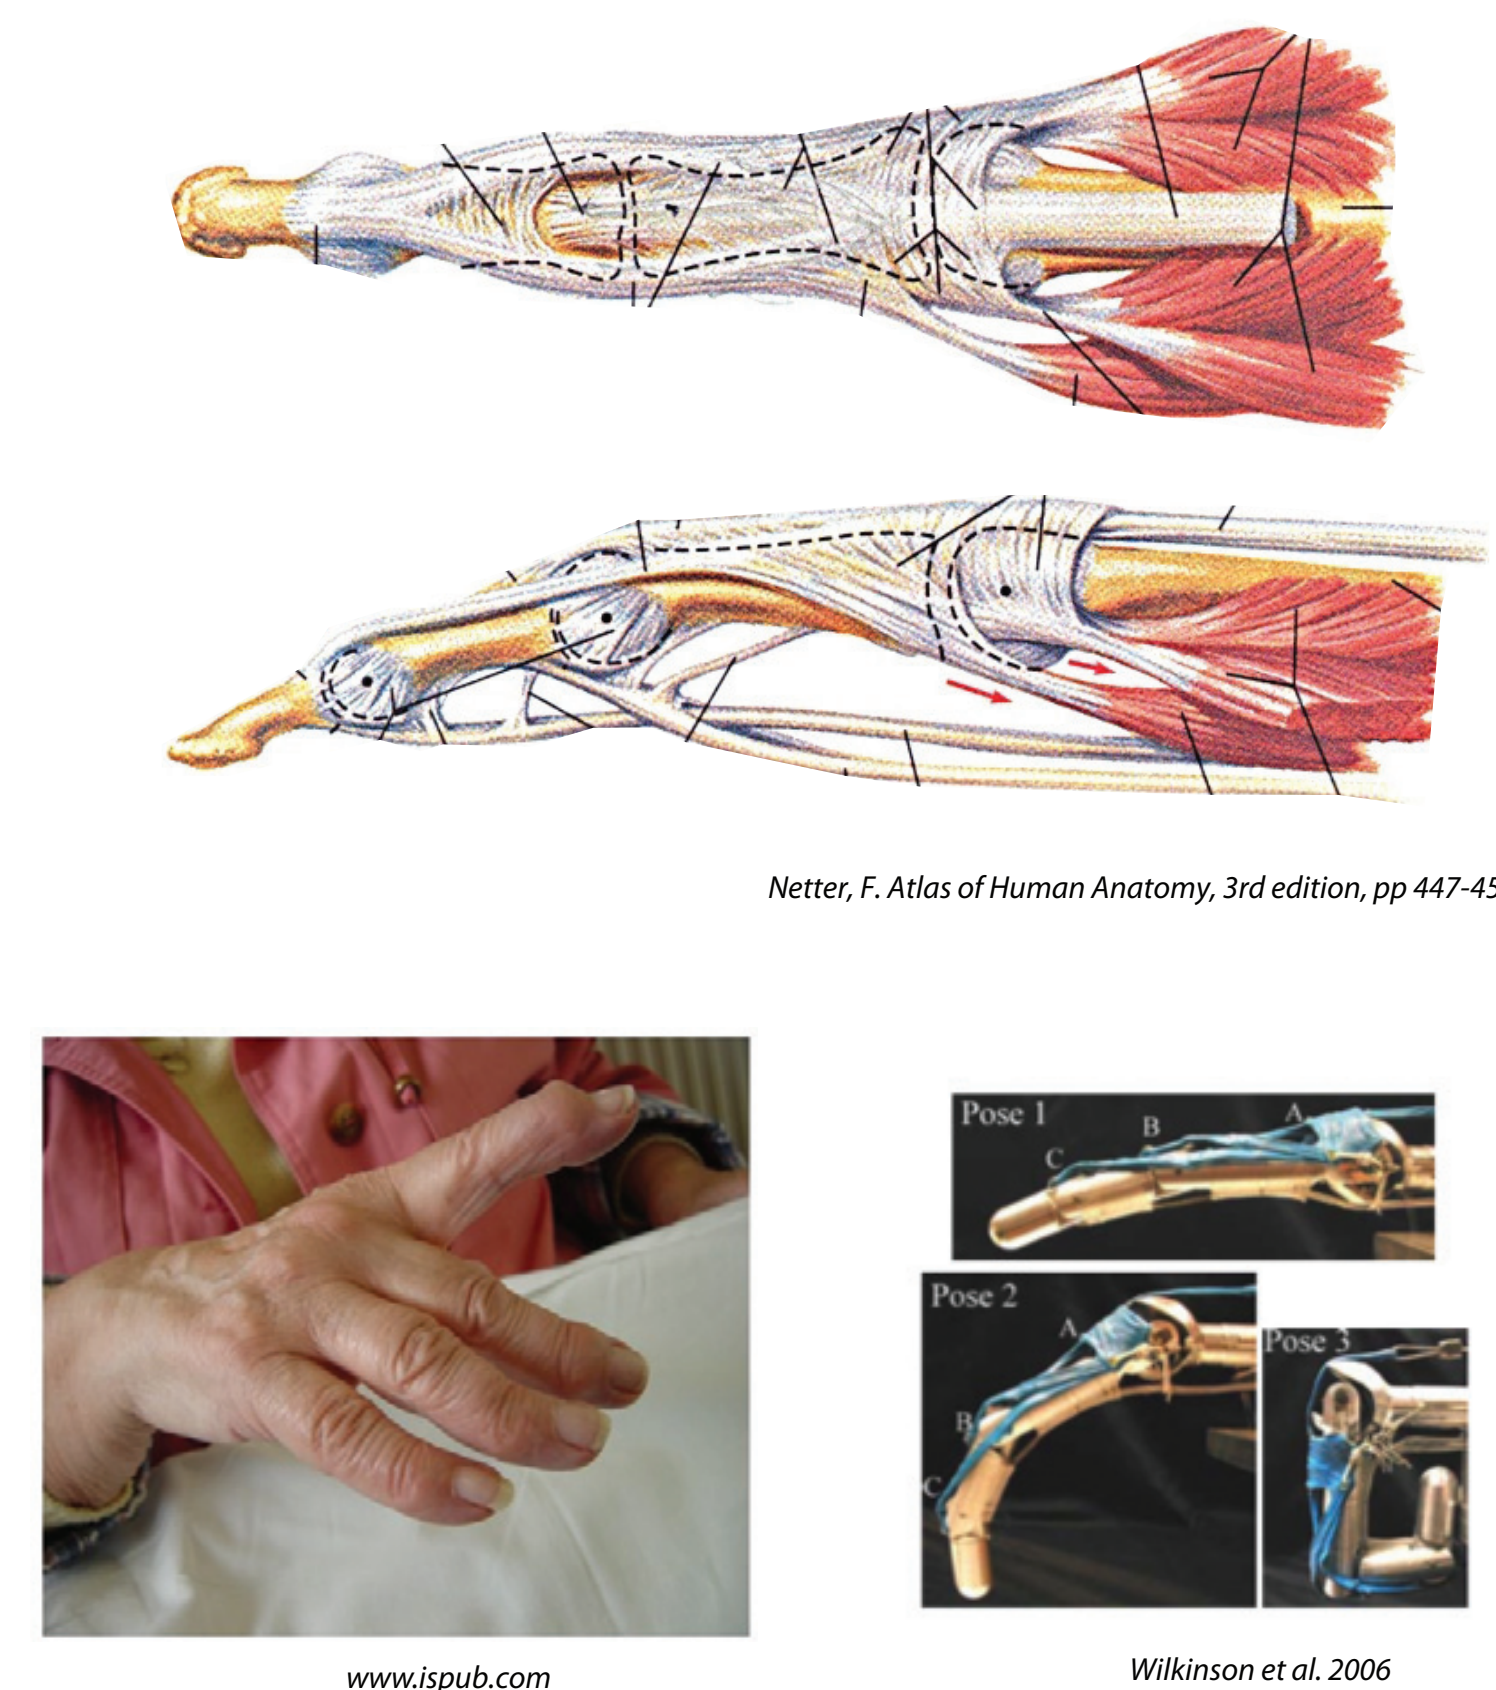 Netter, F. Atlas of Human Anatomy, 3rd edition, pp 447-45
Pose 1
A
B
C
Pose 2
A
B
C
Pose 3
www.ispub.com
Wilkinson et al. 2006